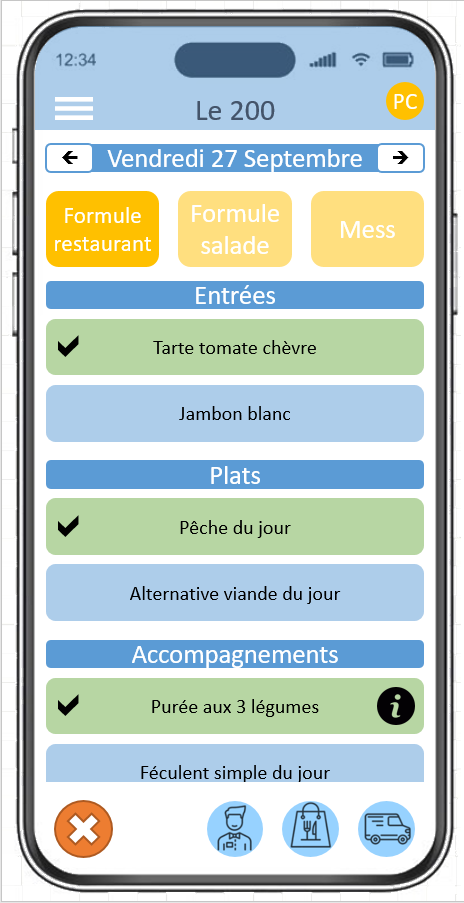 12:34
Le 200
PC
Vendredi 27 Septembre
Formule
restaurant
Formule
salade
Mess
Entrées
Tarte tomate chèvre
Jambon blanc
Plats
Pêche du jour
Alternative viande du jour
Accompagnements
Purée aux 3 légumes
i
Féculent simple du jour